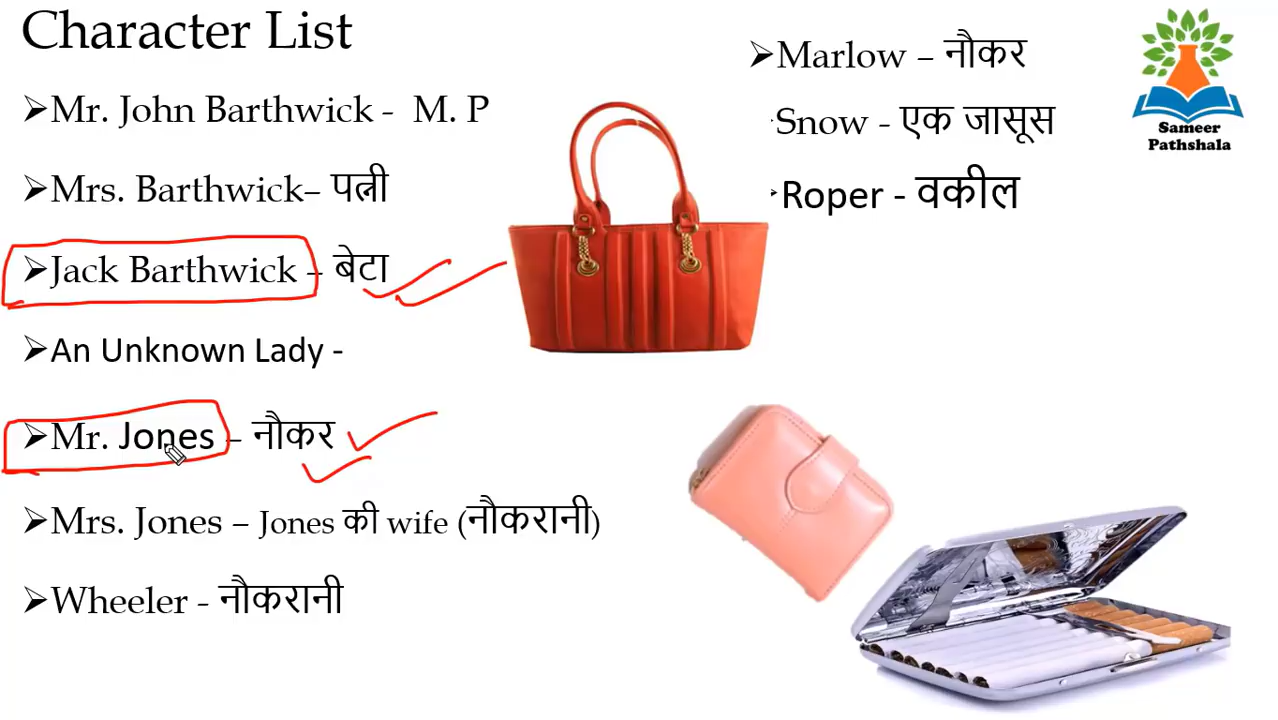 Character List
➤Mr. John Barthwick - M. P
➤Mrs. Barthwick– पत्नी
➤Jack Barthwick – बेटा
➤An Unknown Lady -
➤Mr. Jones – नौकर
➤Mrs. Jones – Jones की wife (नौकरानी)
➤Wheeler - नौकरानी
➤Marlow – नौकर
Snow - एक जासूस
Roper - वकील
Sameer
Pathshala